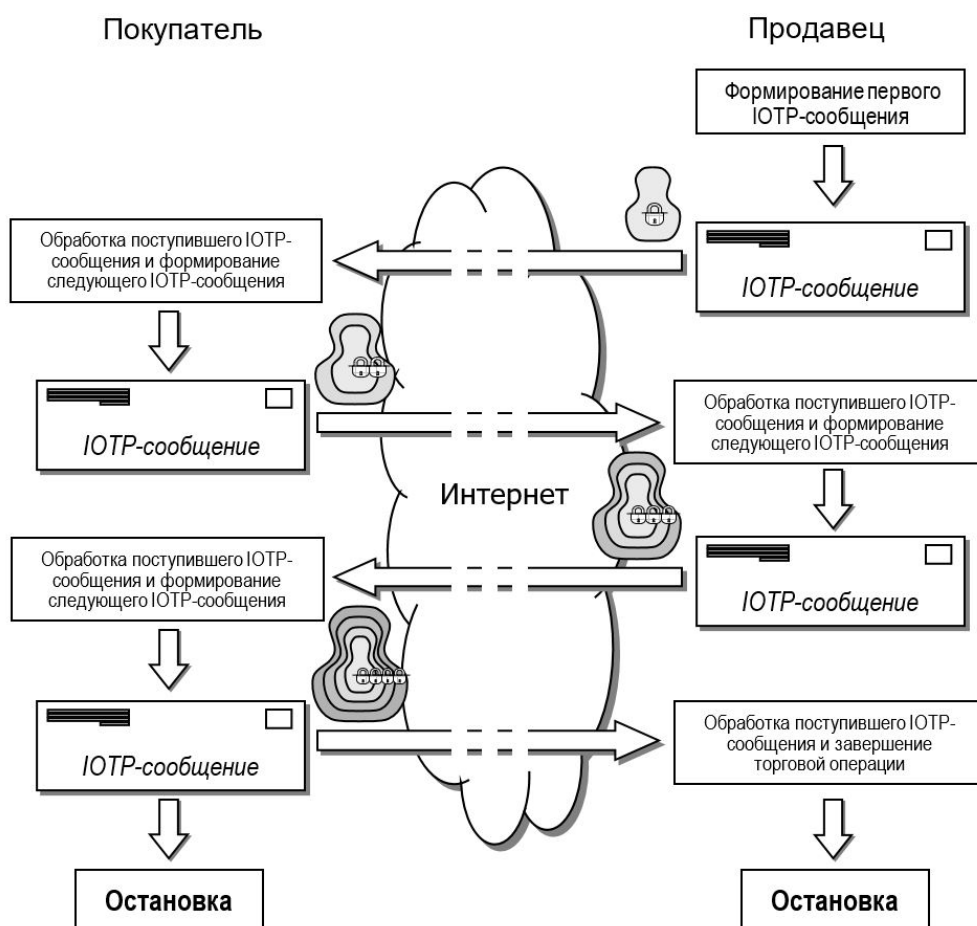 Покупатель
Продавец
Формирование первого
IOTP-сообщения
IOTP-сообщение
Обработка поступившего IOTP-
сообщения и формирование
следующего IOTP-сообщения
IOTP-сообщение
Обработка поступившего IOTP-
сообщения и формирование
следующего IOTP-сообщения
Интернет
Обработка поступившего IOTP-
сообщения и формирование
следующего IOTP-сообщения
IOTP-сообщение
IOTP-сообщение
Обработка поступившего IOTP-
сообщения и завершение
торговой операции
Остановка
Остановка